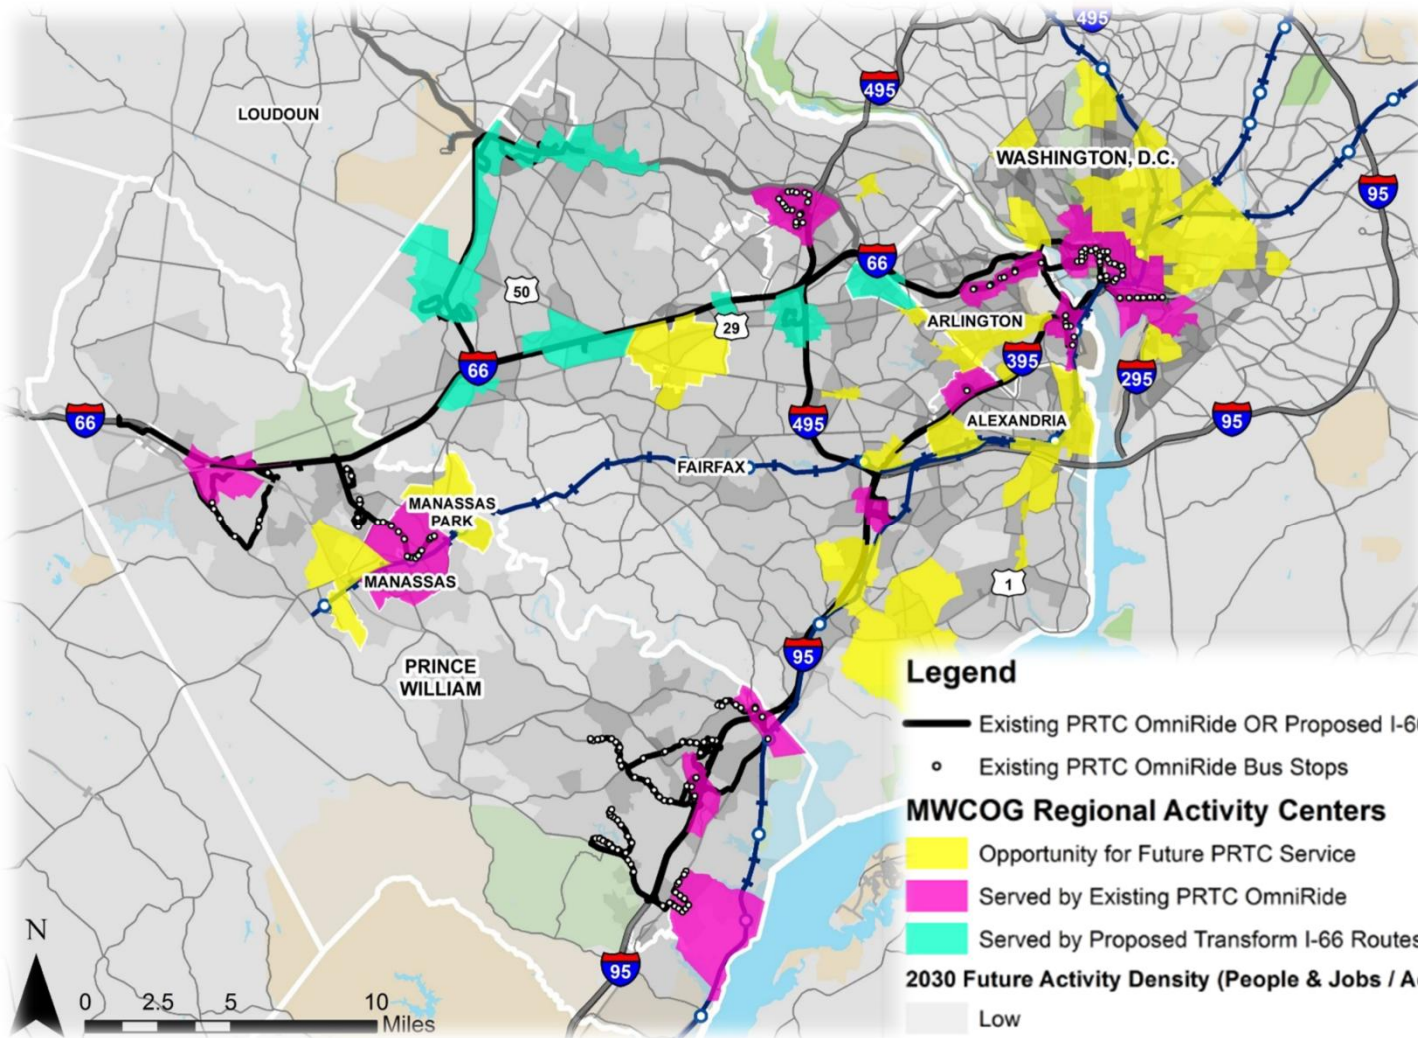 495
495
LOUDOUN
WASHINGTON, D.C.
95
66
50
29
ARLINGTON
395
66
295
66
495
ALEXANDRIA
95
FAIRFAX
MANASSAS
PARK
MANASSAS
1
95
PRINCE
WILLIAM
Legend
Existing PRTC OmniRide OR Proposed I-6
Existing PRTC OmniRide Bus Stops
MWCOG Regional Activity Centers
Opportunity for Future PRTC Service
Served by Existing PRTC OmniRide
Served by Proposed Transform I-66 Routes
2030 Future Activity Density (People & Jobs / A
Low
95
N
0 2.5 5 10
Miles